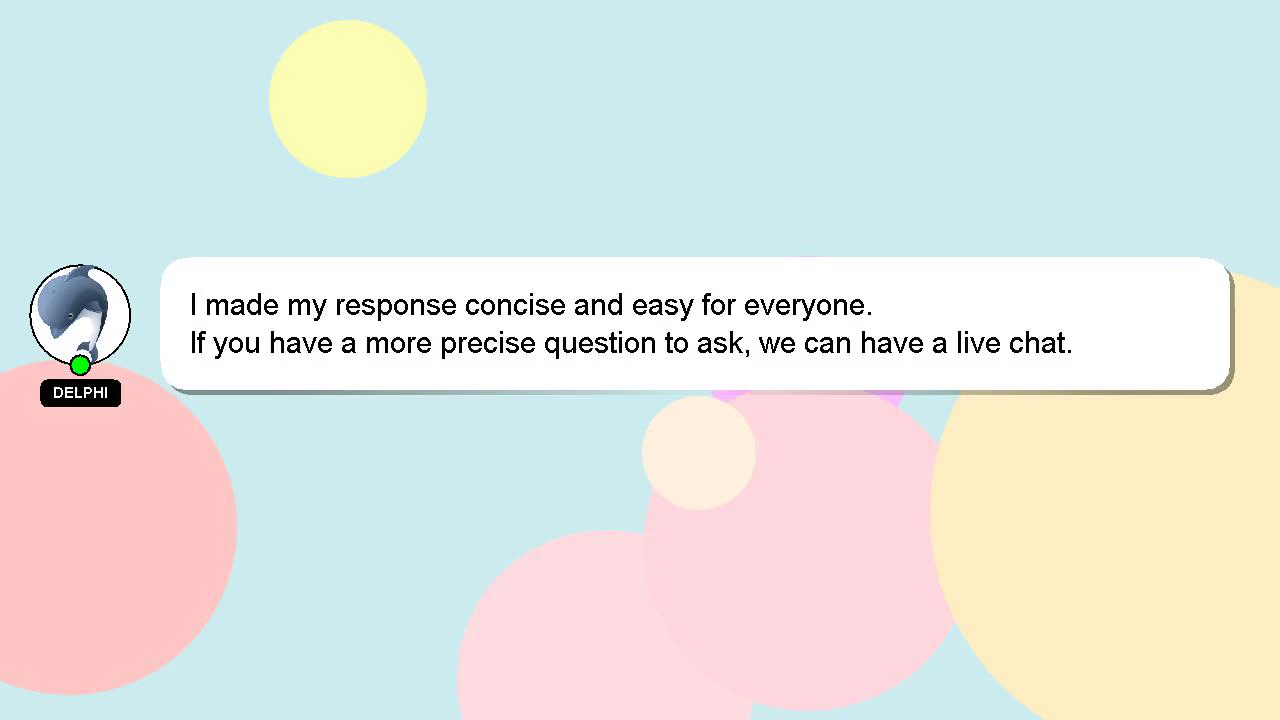 I made my response concise and easy for everyone.
If you have a more precise question to ask, we can have a live chat.
DELPHI